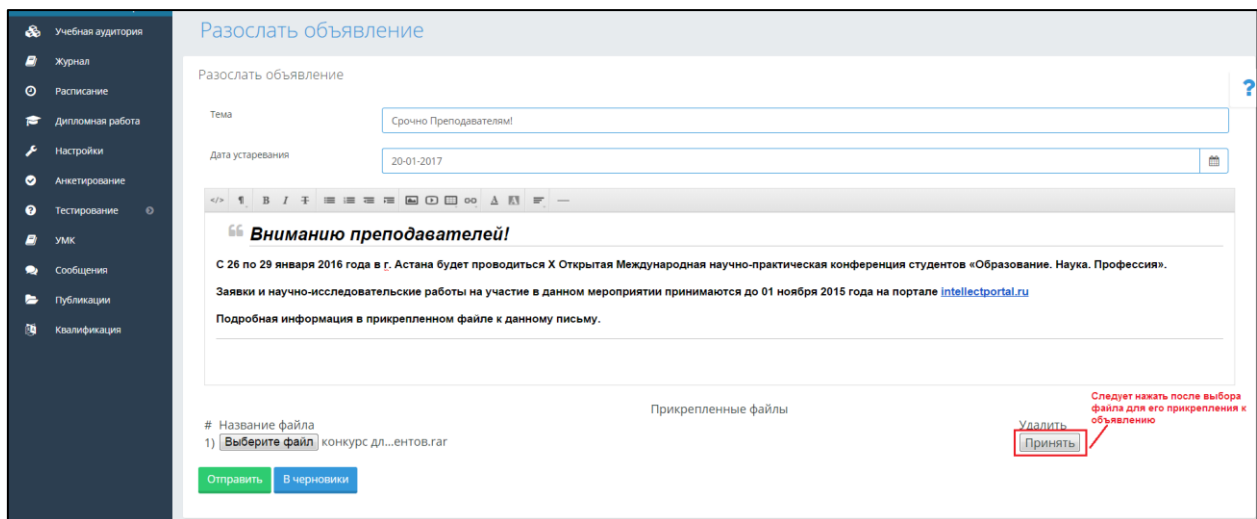 Учебная аудитория
Журнал
Расписание
Дипломная работа
Настройки
Анкетирование
Тестирование
УМК
Сообщения
Публикации
Квалификация
Разослать объявление
Разослать объявление
?
Тема
Срочно Преподавателям!
Дата устаревания
20-01-2017
</> ¶ B I T A A
Вниманию преподавателей!
С 26 по 29 января 2016 года в г. Астана будет проводиться X Открытая Международная научно-практическая конференция студентов «Образование. Наука. Профессия».
Заявки и научно-исследовательские работы на участие в данном мероприятии принимаются до 01 ноября 2015 года на портале intellectportal.ru
Подробная информация в прикрепленном файле к данному письму.
Прикрепленные файлы
# Название файла
Удалить
1) Выберите файл конкурс дл...ентов.rar
Принять
Следует нажать после выбора
файла для его прикрепления к
объявлению
Отправить
В черновики